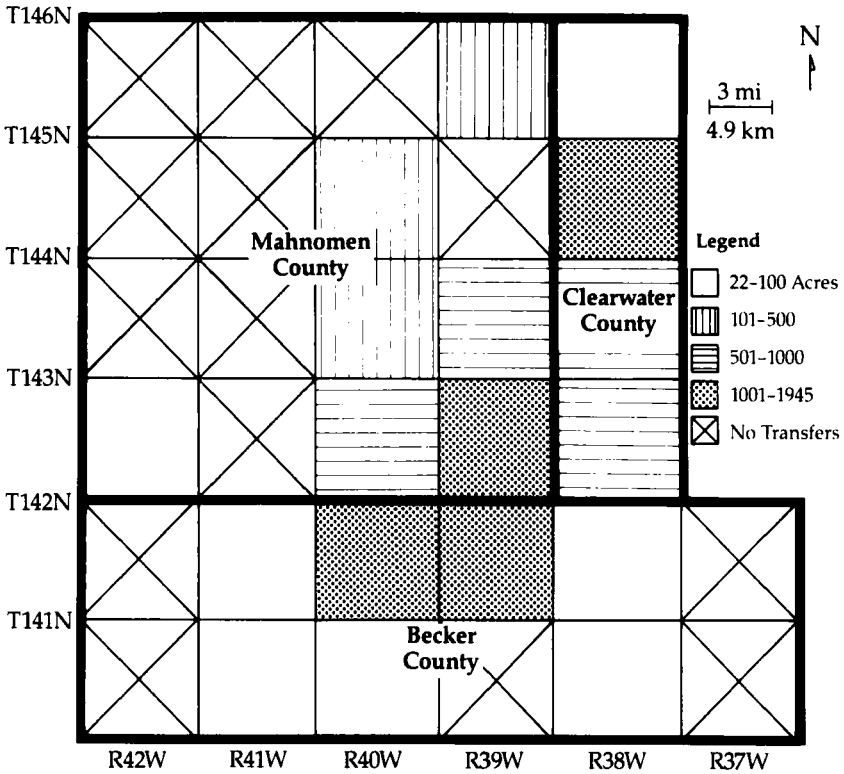 T146N
N
3 mi
4.9 km
T145N
Mahnomen
County
T144N
Legend
22-100 Acres
Clearwater
County
101-500
501-1000
T143N
1001-1945
No Transfers
T142N
T141N
Becker
County
R42W R41W R40W R39W R38W R37W